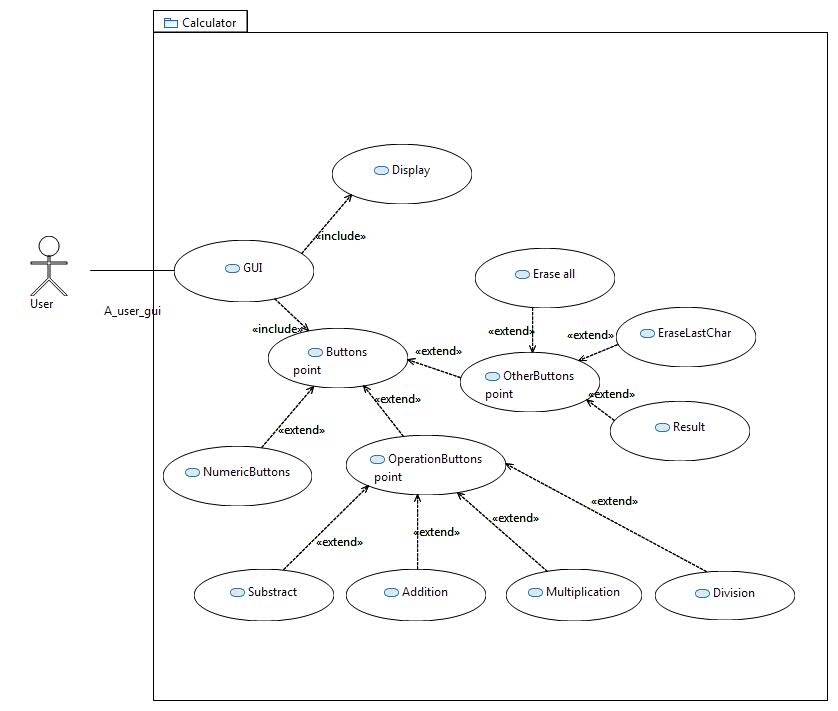 Calculator
Display
«include»
GUI
User
A_user_gui
«include»
Erase all
«extend»
«extend»
EraseLastChar
Buttons
point
«extend»
OtherButtons
point
«extend»
Result
«extend»
«extend»
NumericButtons
OperationButtons
point
«extend»
«extend»
«extend»
«extend»
Substract
Addition
Multiplication
Division